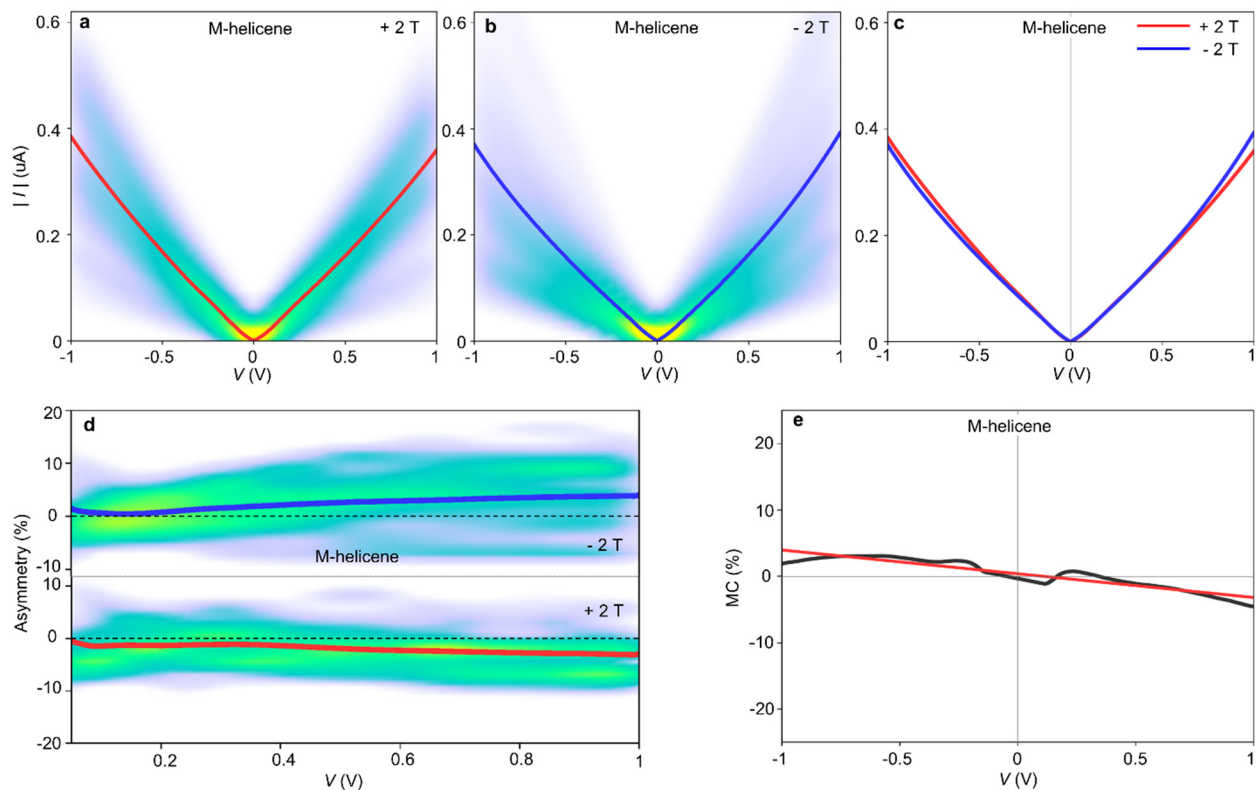 a M-helicene + 2 T
b M-helicene - 2 T
c M-helicene + 2 T
- 2 T
0.6 0.4 0.2 0
| I | (uA)
-1 -0.5 0 0.5 1
V (V)
-1 -0.5 0 0.5 1
V (V)
0.6 0.4 0.2 0
0.6 0.4 0.2 0
-1 -0.5 0 0.5 1
V (V)
d
20 10 0 -10
M-helicene
- 2 T
+ 2 T
10 0 -10 -20
Asymmetry (%)
0.2 0.4 0.6 0.8 1
V (V)
e M-helicene
20 10 0 -10 -20
MC (%)
-1 -0.5 0 0.5 1
V (V)